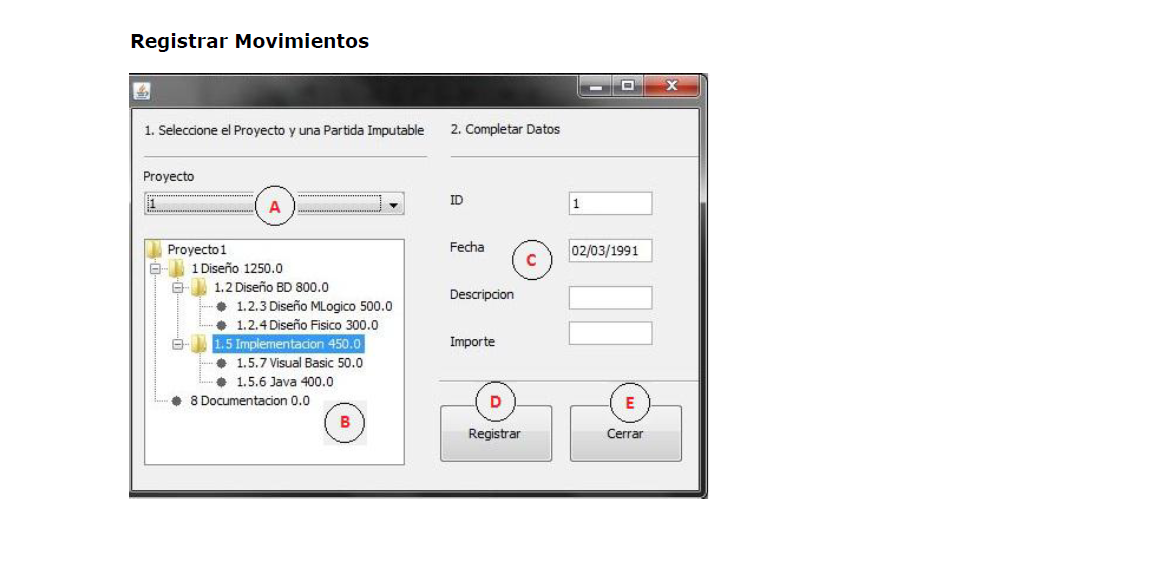 Registrar Movimientos
1. Seleccione el Proyecto y una Partida Imputable
2. Completar Datos
Proyecto
1
A
Proyecto1
1 Diseño 1250.0
1.2 Diseño BD 800.0
1.2.3 Diseño MLogico 500.0
1.2.4 Diseño Fisico 300.0
1.5 Implementacion 450.0
1.5.7 Visual Basic 50.0
1.5.6 Java 400.0
8 Documentacion 0.0
B
ID
1
Fecha
C
02/03/1991
Descripcion
Importe
D
Registrar
E
Cerrar